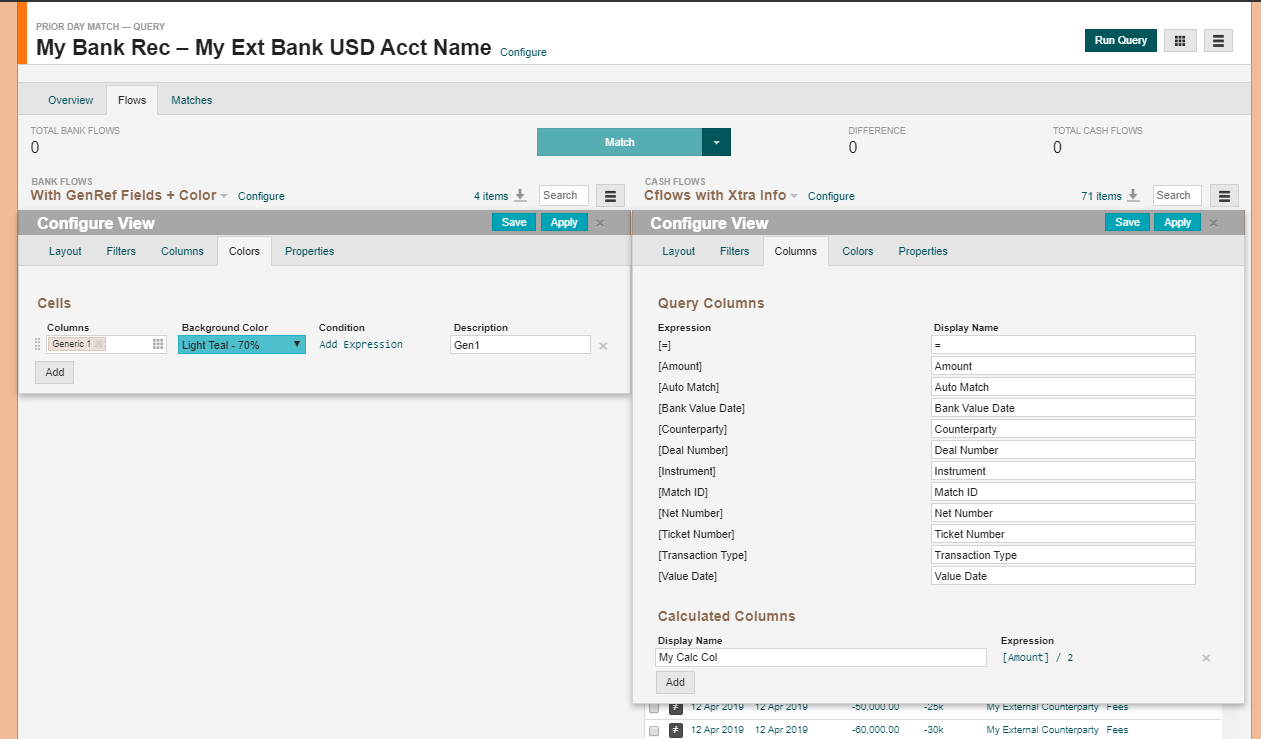 PRIOR DAY MATCH — QUERY
My Bank Rec – My Ext Bank USD Acct Name Configure
Run Query
Overview Flows Matches
TOTAL BANK FLOWS
0
Match
DIFFERENCE
0
TOTAL CASH FLOWS
0
BANK FLOWS
With GenRef Fields + Color Configure 4 items Search
CASH FLOWS
Cflows with Xtra Info Configure 71 items Search
Configure View Save Apply ×
Layout Filters Columns Colors Properties
Cells
Columns Background Color Condition Description
Generic 1 × Light Teal - 70% Add Expression Gen1 ×
Add
Configure View Save Apply ×
Layout Filters Columns Colors Properties
Query Columns
Expression Display Name
[=] =
[Amount] Amount
[Auto Match] Auto Match
[Bank Value Date] Bank Value Date
[Counterparty] Counterparty
[Deal Number] Deal Number
[Instrument] Instrument
[Match ID] Match ID
[Net Number] Net Number
[Ticket Number] Ticket Number
[Transaction Type] Transaction Type
[Value Date] Value Date
Calculated Columns
Display Name Expression
My Calc Col [Amount] / 2 ×
Add
≠ 12 Apr 2019 12 Apr 2019 -50,000.00 -25k My External Counterparty Fees
≠ 12 Apr 2019 12 Apr 2019 -60,000.00 -30k My External Counterparty Fees